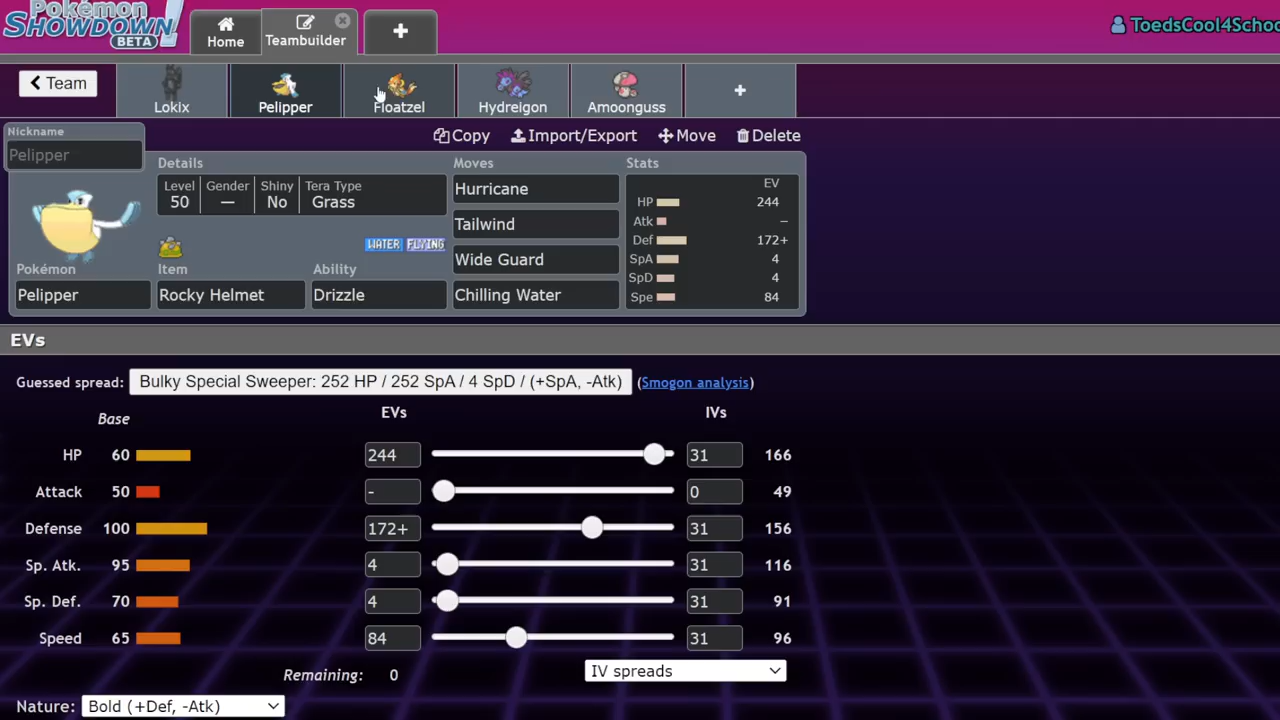 Pokémon
SHOWDOWN!
BETA
Home
Teambuilder
+
ToedsCool4Schoo
Team
Lokix
Pelipper
Floatzel
Hydreigon
Amoonguss
+
Nickname
Pelipper
Copy
Import/Export
Move
Delete
Details
Moves
Stats
Level
50
Gender
—
Shiny
No
Tera Type
Grass
WATER FLYING
Pokémon
Pelipper
Item
Rocky Helmet
Ability
Drizzle
Hurricane
Tailwind
Wide Guard
Chilling Water
EV
HP 244
Atk –
Def 172+
SpA 4
SpD 4
Spe 84
EVs
Guessed spread: Bulky Special Sweeper: 252 HP / 252 SpA / 4 SpD / (+SpA, -Atk) (Smogon analysis)
Base EVs IVs
HP 60 244 31 166
Attack 50 - 0 49
Defense 100 172+ 31 156
Sp. Atk. 95 4 31 116
Sp. Def. 70 4 31 91
Speed 65 84 31 96
Remaining: 0 IV spreads
Nature: Bold (+Def, -Atk)